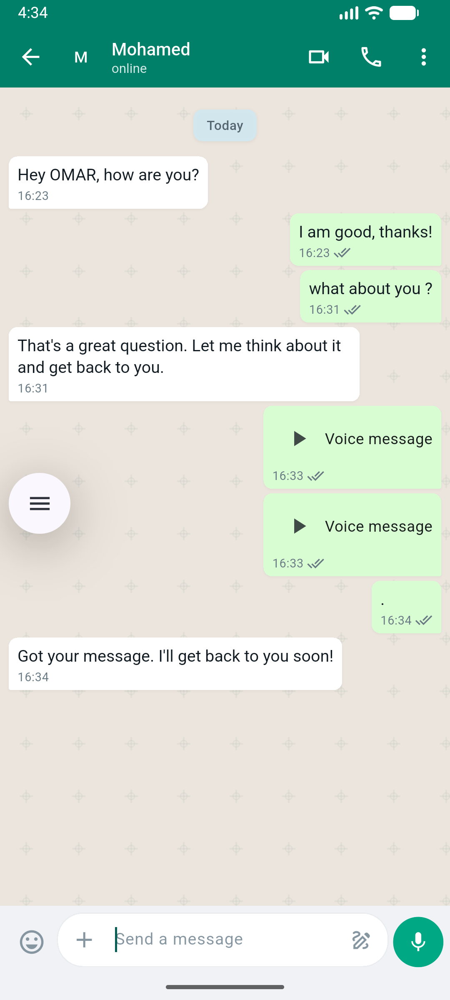 4:34
M
Mohamed
online
Today
Hey OMAR, how are you?
16:23
I am good, thanks!
16:23
what about you ?
16:31
That's a great question. Let me think about it
and get back to you.
16:31
Voice message
16:33
Voice message
16:33
.
16:34
Got your message. I'll get back to you soon!
16:34
Send a message